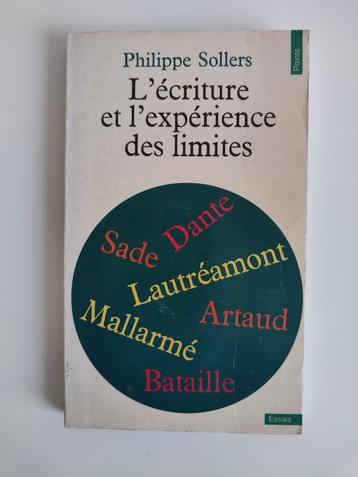 Philippe Sollers
L'écriture
et l'expérience
des limites
Points
Dante
Sade
Lautréamont
Mallarmé
Artaud
Bataille
Essais